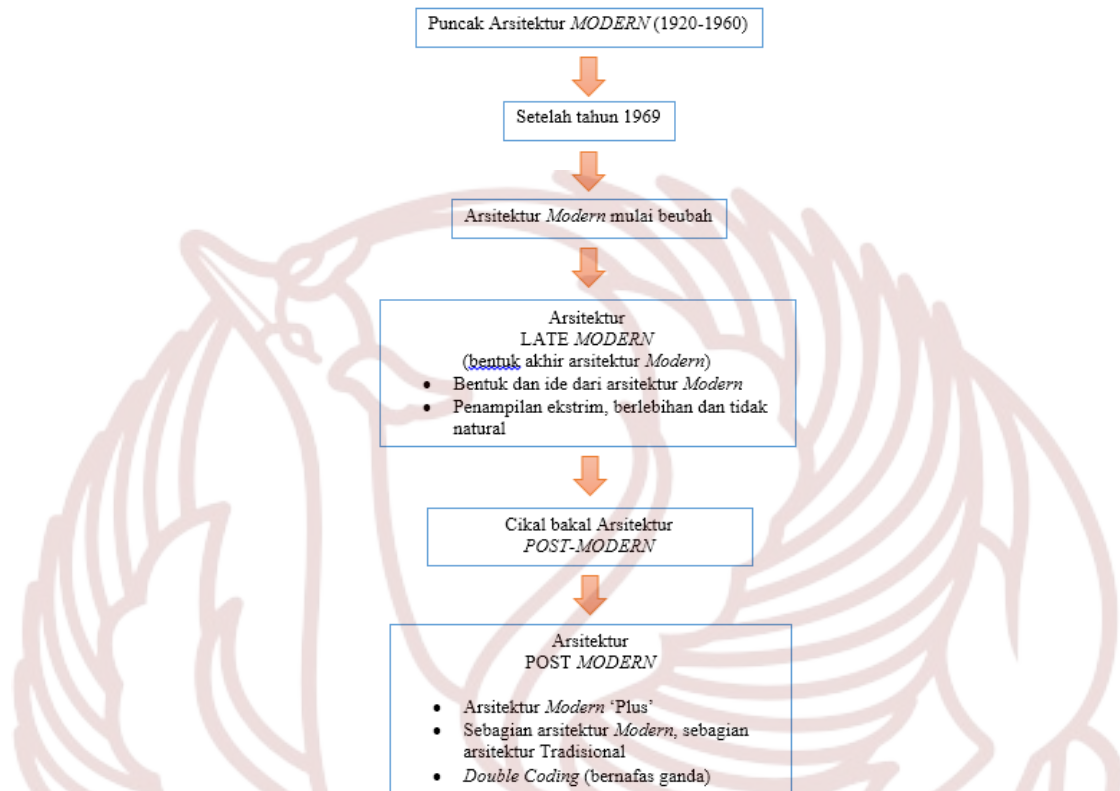 Puncak Arsitektur MODERN (1920-1960)
Setelah tahun 1969
Arsitektur Modern mulai beubah
Arsitektur
LATE MODERN
(bentuk akhir arsitektur Modern)
• Bentuk dan ide dari arsitektur Modern
• Penampilan ekstrim, berlebihan dan tidak
natural
Cikal bakal Arsitektur
POST-MODERN
Arsitektur
POST MODERN
• Arsitektur Modern ‘Plus’
• Sebagian arsitektur Modern, sebagian
arsitektur Tradisional
• Double Coding (bernafas ganda)